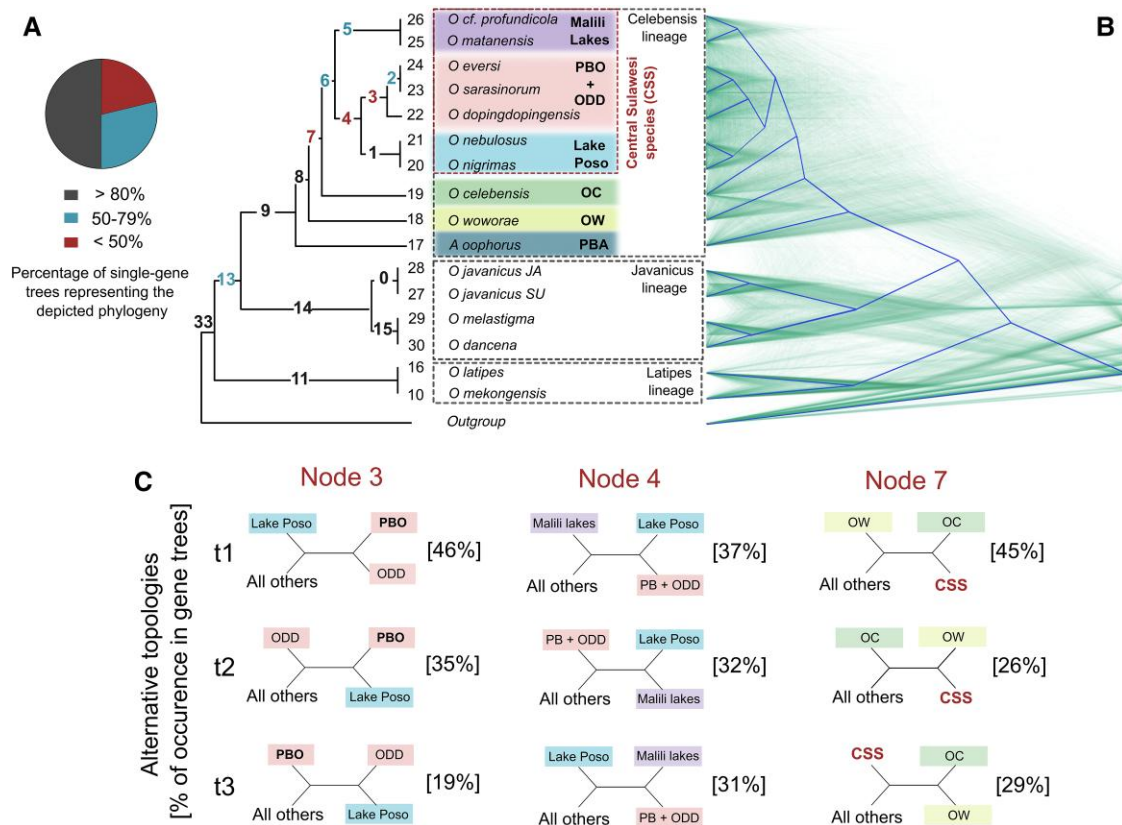 A
> 80%
50-79%
< 50%
Percentage of single-gene
trees representing the
depicted phylogeny
5
6
2
3
4
7
1
8
9
13
0
14
15
33
11
26 O cf. profundicola
25 O matanensis
Malili
Lakes
24 O eversi
23 O sarasinorum
22 O dopingdopingensis
PBO
+
ODD
21 O nebulosus
20 O nigrimas
Lake
Poso
19 O celebensis OC
18 O woworae OW
17 A oophorus PBA
Celebensis
lineage
Central Sulawesi
species (CSS)
28 O javanicus JA
27 O javanicus SU
29 O melastigma
30 O dancena
Javanicus
lineage
16 O latipes
10 O mekongensis
Latipes
lineage
Outgroup
B
C
Node 3
Node 4
Node 7
Alternative topologies
[% of occurence in gene trees]
t1
Lake Poso PBO
All others ODD
[46%]
Malili lakes Lake Poso
All others PB + ODD
[37%]
OW OC
All others CSS
[45%]
t2
ODD PBO
All others Lake Poso
[35%]
PB + ODD Lake Poso
All others Malili lakes
[32%]
OC OW
All others CSS
[26%]
t3
PBO ODD
All others Lake Poso
[19%]
Lake Poso Malili lakes
All others PB + ODD
[31%]
CSS OC
All others OW
[29%]